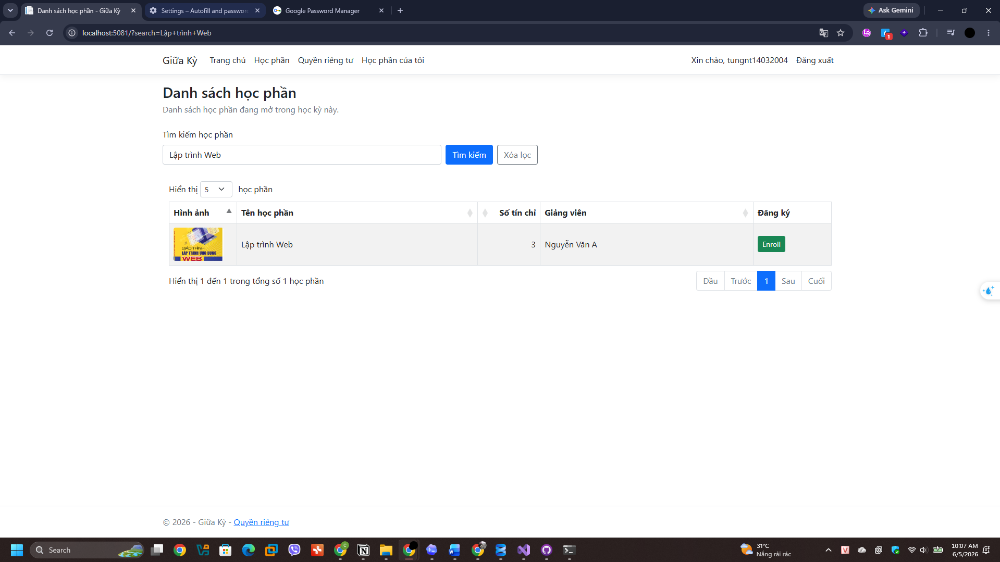 Danh sách học phần - Giữa Kỳ
Settings – Autofill and passwor
Google Password Manager
Ask Gemini
localhost:5081/?search=Lập+trình+Web
1
Giữa Kỳ
Trang chủ
Học phần
Quyền riêng tư
Học phần của tôi
Xin chào, tungnt14032004
Đăng xuất
Danh sách học phần
Danh sách học phần đang mở trong học kỳ này.
Tìm kiếm học phần
Lập trình Web
Tìm kiếm
Xóa lọc
Hiển thị 5 học phần
Hình ảnh
Tên học phần
Số tín chỉ
Giảng viên
Đăng ký
GIÁO TRÌNH
LẬP TRÌNH ỨNG DỤNG
WEB
Lập trình Web
3
Nguyễn Văn A
Enroll
Hiển thị 1 đến 1 trong tổng số 1 học phần
Đầu
Trước
1
Sau
Cuối
© 2026 - Giữa Kỳ - Quyền riêng tư
Search
31°C
Nắng rải rác
10:07 AM
6/5/2026